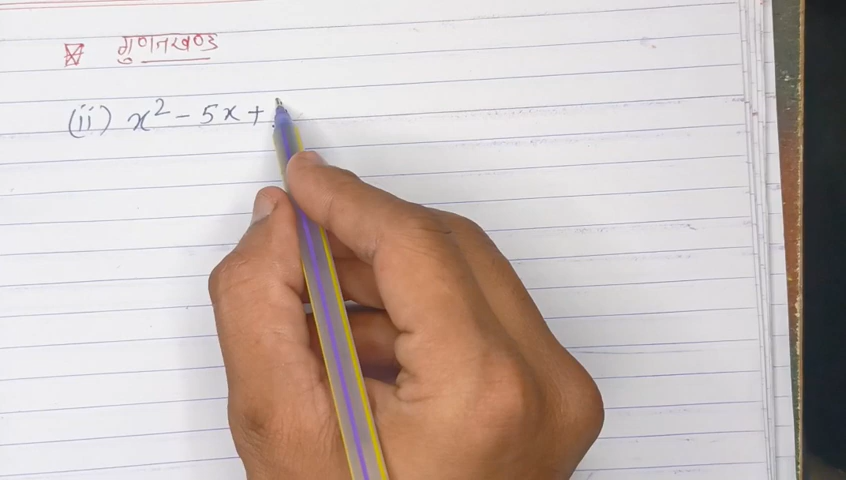 गुणनखण्ड
(ii) x² - 5x +